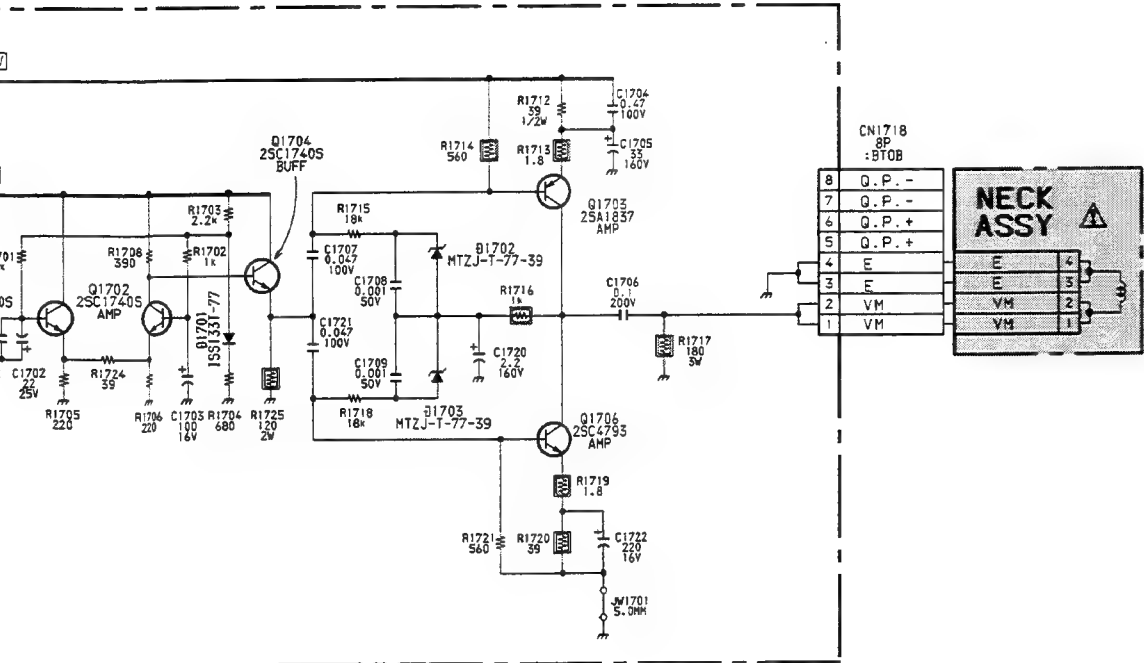 Q1704
2SC1740S
BUFF
R1712
39
1/2W
C1704
0.47
100V
R1714
560
R1713
1.8
C1705
33
160V
Q1703
2SA1837
AMP
R1703
2.2k
R1715
18k
R1708
390
R1702
1k
C1707
0.047
100V
D1702
MTZJ-T-77-39
C1708
0.001
50V
Q1702
2SC1740S
AMP
D1701
1SS133T-77
R1716
1k
C1706
0.1
200V
C1721
0.047
100V
C1720
2.2
160V
R1717
180
3W
C1702
22
25V
R1724
39
C1709
0.001
50V
R1705
220
R1706
220
C1703
100
16V
R1704
680
R1725
120
2W
R1718
18k
D1703
MTZJ-T-77-39
Q1706
2SC4793
AMP
R1719
1.8
R1721
560
R1720
39
C1722
220
16V
JW1701
5.0MM
CN1718
8P
:BTOB
8 Q.P.-
7 Q.P.-
6 Q.P.+
5 Q.P.+
4 E
3 E
2 VM
1 VM
NECK
ASSY
E 4
E 3
VM 2
VM 1